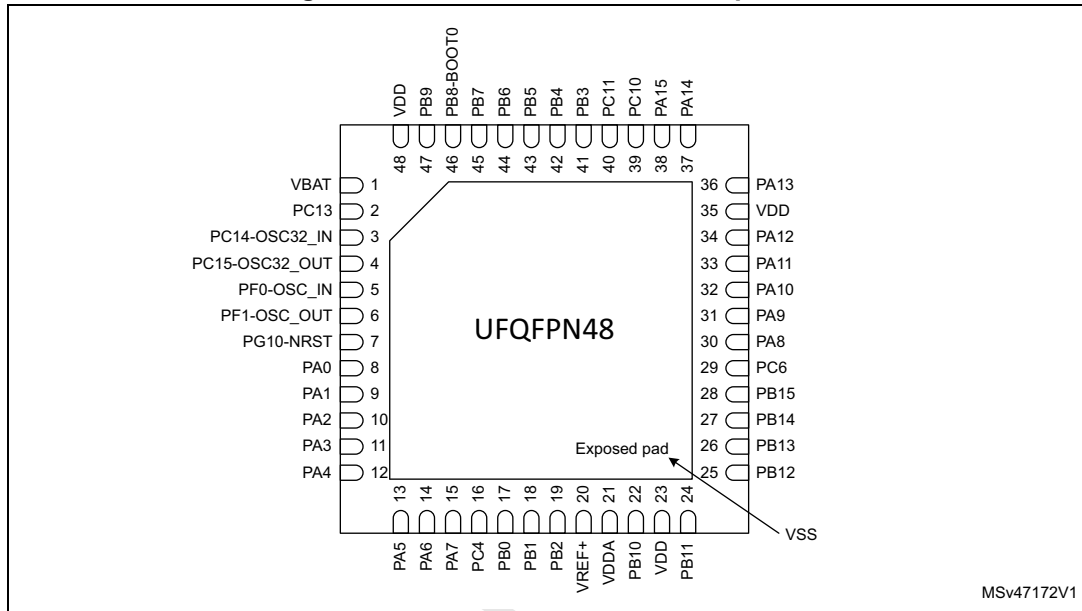 VDD
PB9
PB8-BOOT0
PB7
PB6
PB5
PB4
PB3
PC11
PC10
PA15
PA14
48
47
46
45
44
43
42
41
40
39
38
37
VBAT 1
PC13 2
PC14-OSC32_IN 3
PC15-OSC32_OUT 4
PF0-OSC_IN 5
PF1-OSC_OUT 6
PG10-NRST 7
PA0 8
PA1 9
PA2 10
PA3 11
PA4 12
UFQFPN48
Exposed pad
36 PA13
35 VDD
34 PA12
33 PA11
32 PA10
31 PA9
30 PA8
29 PC6
28 PB15
27 PB14
26 PB13
25 PB12
13
14
15
16
17
18
19
20
21
22
23
24
PA5
PA6
PA7
PC4
PB0
PB1
PB2
VREF+
VDDA
PB10
VDD
PB11
VSS
MSv47172V1